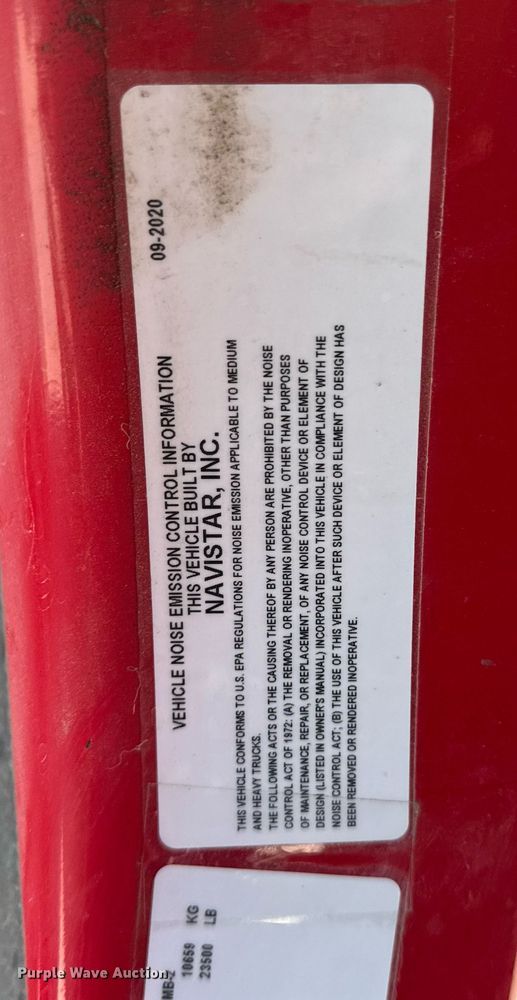 VEHICLE NOISE EMISSION CONTROL INFORMATION 09-2020
THIS VEHICLE BUILT BY
NAVISTAR, INC.
THIS VEHICLE CONFORMS TO U.S. EPA REGULATIONS FOR NOISE EMISSION APPLICABLE TO MEDIUM
AND HEAVY TRUCKS.
THE FOLLOWING ACTS OR THE CAUSING THEREOF BY ANY PERSON ARE PROHIBITED BY THE NOISE
CONTROL ACT OF 1972: (A) THE REMOVAL OR RENDERING INOPERATIVE, OTHER THAN PURPOSES
OF MAINTENANCE, REPAIR, OR REPLACEMENT, OF ANY NOISE CONTROL DEVICE OR ELEMENT OF
DESIGN (LISTED IN OWNER'S MANUAL) INCORPORATED INTO THIS VEHICLE IN COMPLIANCE WITH THE
NOISE CONTROL ACT; (B) THE USE OF THIS VEHICLE AFTER SUCH DEVICE OR ELEMENT OF DESIGN HAS
BEEN REMOVED OR RENDERED INOPERATIVE.
MB-2
10659 KG
23500 LB
Purple Wave Auction